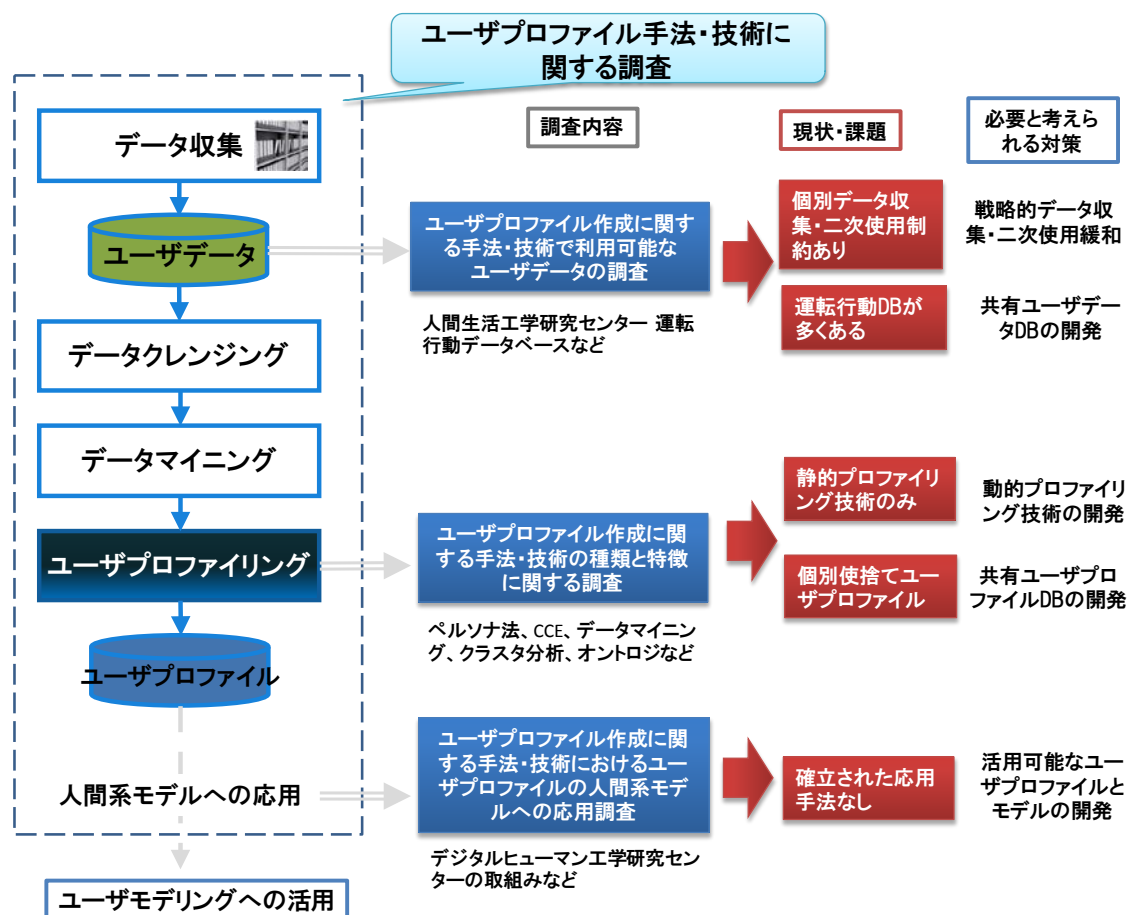 ユーザプロファイル手法・技術に
関する調査
調査内容
現状・課題
必要と考えら
れる対策
データ収集
ユーザデータ
データクレンジング
データマイニング
ユーザプロファイリング
ユーザプロファイル
人間系モデルへの応用
ユーザモデリングへの活用
ユーザプロファイル作成に関す
る手法・技術で利用可能な
ユーザデータの調査
人間生活工学研究センター 運転
行動データベースなど
個別データ収
集・二次使用制
約あり
戦略的データ収
集・二次使用緩和
運転行動DBが
多くある
共有ユーザデー
タDBの開発
ユーザプロファイル作成に関
する手法・技術の種類と特徴
に関する調査
ペルソナ法、CCE、データマイニン
グ、クラスタ分析、オントロジなど
静的プロファイリ
ング技術のみ
動的プロファイリ
ング技術の開発
個別使捨てユー
ザプロファイル
共有ユーザプロ
ファイルDBの開発
ユーザプロファイル作成に関
する手法・技術におけるユー
ザプロファイルの人間系モデ
ルへの応用調査
デジタルヒューマン工学研究セン
ターの取組みなど
確立された応用
手法なし
活用可能なユー
ザプロファイルと
モデルの開発